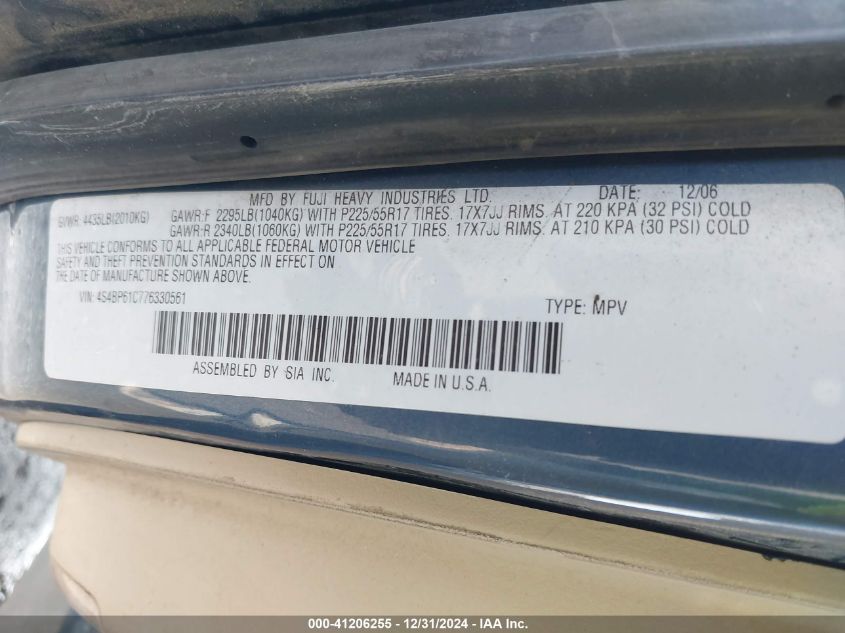 MFD BY FUJI HEAVY INDUSTRIES LTD. DATE: 12/06
GVWR: 4435LB(2010KG) GAWR:F 2295LB(1040KG) WITH P225/55R17 TIRES. 17X7JJ RIMS. AT 220 KPA (32 PSI) COLD
GAWR:R 2340LB(1060KG) WITH P225/55R17 TIRES. 17X7JJ RIMS. AT 210 KPA (30 PSI) COLD
THIS VEHICLE CONFORMS TO ALL APPLICABLE FEDERAL MOTOR VEHICLE
SAFETY AND THEFT PREVENTION STANDARDS IN EFFECT ON
THE DATE OF MANUFACTURE SHOWN ABOVE.
VIN: 4S4BP61C776330561 TYPE: MPV
ASSEMBLED BY SIA INC. MADE IN U.S.A.
000-41206255 - 12/31/2024 - IAA Inc.